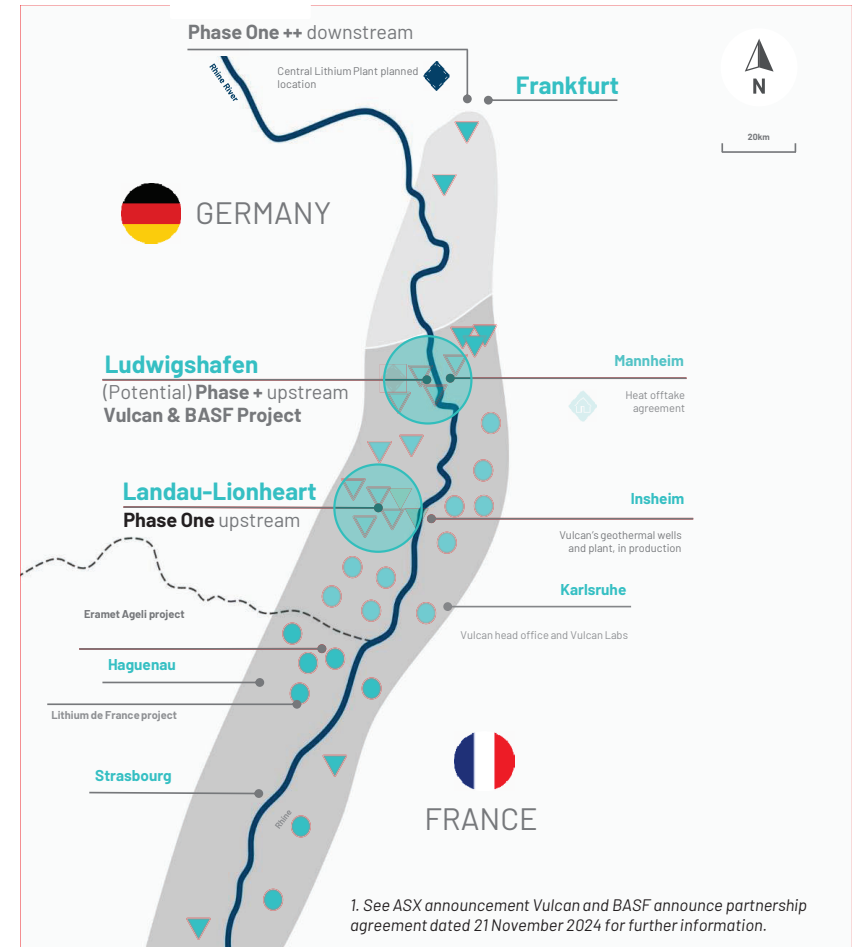 Phase One ++ downstream
Rhine River
Central Lithium Plant planned
location
Frankfurt
N
20km
GERMANY
Ludwigshafen
(Potential) Phase + upstream
Vulcan & BASF Project
Mannheim
Heat offtake
agreement
Landau-Lionheart
Phase One upstream
Insheim
Vulcan's geothermal wells
and plant, in production
Karlsruhe
Vulcan head office and Vulcan Labs
Eramet Ageli project
Haguenau
Lithium de France project
Strasbourg
Rhine
FRANCE
1. See ASX announcement Vulcan and BASF announce partnership
agreement dated 21 November 2024 for further information.